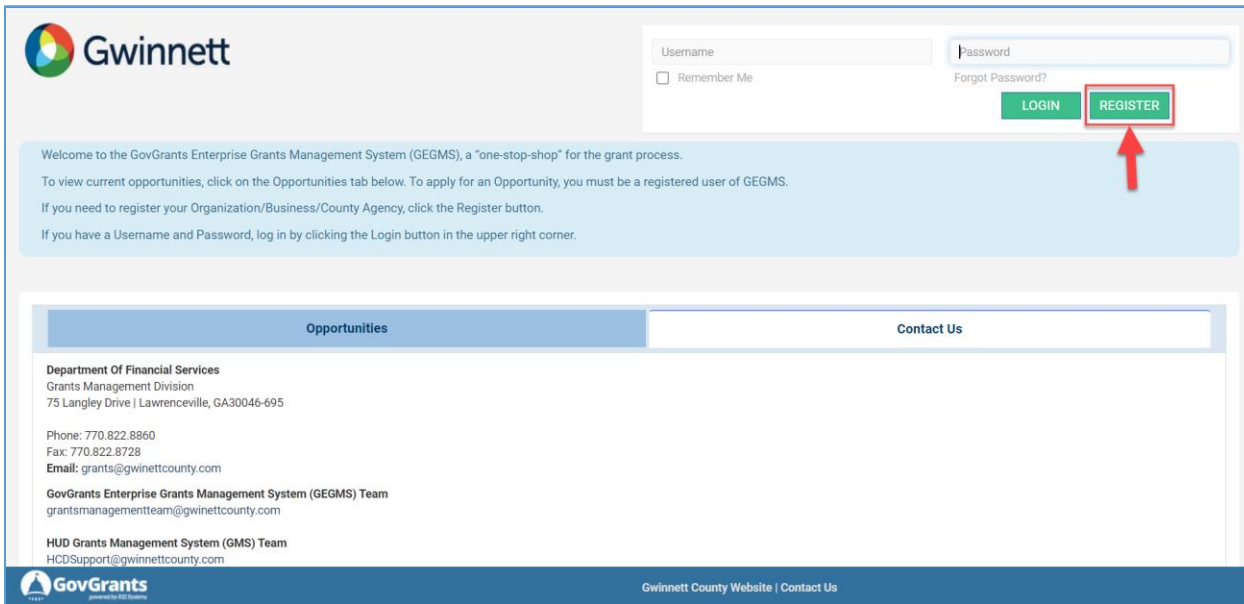 Gwinnett
Username
Password
Remember Me
Forgot Password?
LOGIN
REGISTER
Welcome to the GovGrants Enterprise Grants Management System (GEGMS), a "one-stop-shop" for the grant process.
To view current opportunities, click on the Opportunities tab below. To apply for an Opportunity, you must be a registered user of GEGMS.
If you need to register your Organization/Business/County Agency, click the Register button.
If you have a Username and Password, log in by clicking the Login button in the upper right corner.
Opportunities
Contact Us
Department Of Financial Services
Grants Management Division
75 Langley Drive | Lawrenceville, GA30046-695
Phone: 770.822.8860
Fax: 770.822.8728
Email: grants@gwinettcounty.com
GovGrants Enterprise Grants Management System (GEGMS) Team
grantsmanagementteam@gwinettcounty.com
HUD Grants Management System (GMS) Team
HCDSupport@gwinnettcounty.com
GovGrants
powered by REI Systems
Gwinnett County Website | Contact Us